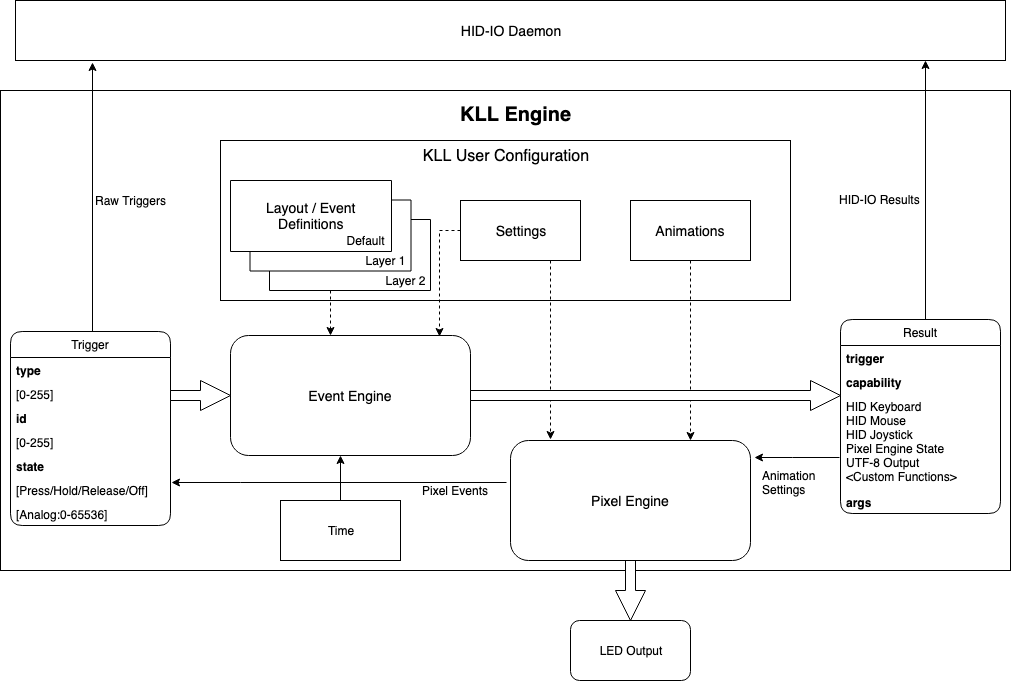 HID-IO Daemon
KLL Engine
KLL User Configuration
Raw Triggers
HID-IO Results
Layout / Event
Definitions
Default
Layer 1
Layer 2
Settings
Animations
Trigger
type
[0-255]
id
[0-255]
state
[Press/Hold/Release/Off]
[Analog:0-65536]
Event Engine
Result
trigger
capability
HID Keyboard
HID Mouse
HID Joystick
Pixel Engine State
UTF-8 Output
<Custom Functions>
args
Pixel Events
Animation
Settings
Time
Pixel Engine
LED Output